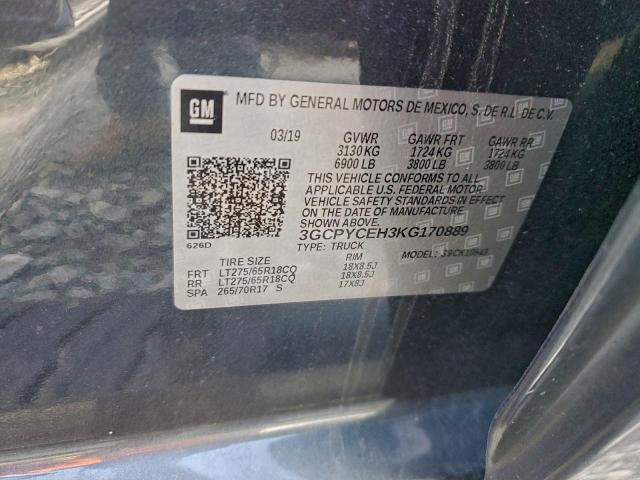 GM MFD BY GENERAL MOTORS DE MEXICO, S. DE R.L. DE C.V.
03/19 GVWR GAWR FRT GAWR RR
3130 KG 1724 KG 1724 KG
6900 LB 3800 LB 3800 LB
THIS VEHICLE CONFORMS TO ALL
APPLICABLE U.S. FEDERAL MOTOR
VEHICLE SAFETY STANDARDS IN EFFECT
ON THE DATE OF MANUFACTURE
SHOWN ABOVE.
3GCPYCEH3KG170889
626D TYPE: TRUCK MODEL:
TIRE SIZE RIM
FRT LT275/65R18CQ 18X8.5J
RR LT275/65R18CQ 18X8.5J
SPA 265/70R17 S 17X8J